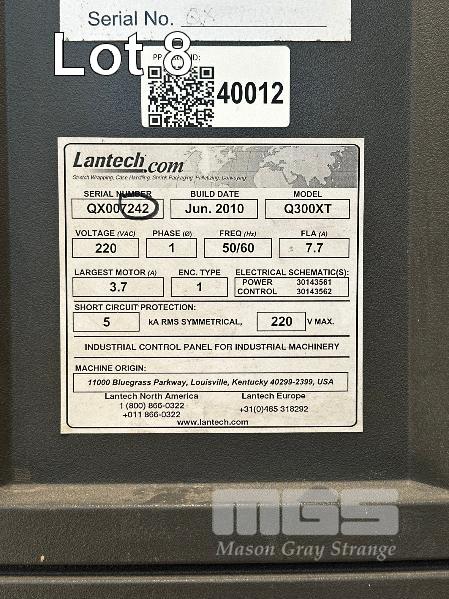 Serial No. QX
Lot 8
40012
Lantech.com
Stretch Wrapping, Case Handling, Shrink Packaging, Palletizing, Conveying
SERIAL NUMBER BUILD DATE MODEL
QX007242 Jun. 2010 Q300XT
VOLTAGE (VAC) PHASE (Ø) FREQ (Hz) FLA (A)
220 1 50/60 7.7
LARGEST MOTOR (A) ENC. TYPE ELECTRICAL SCHEMATIC(S):
3.7 1 POWER 30143561
CONTROL 30143562
SHORT CIRCUIT PROTECTION:
5 kA RMS SYMMETRICAL, 220 V MAX.
INDUSTRIAL CONTROL PANEL FOR INDUSTRIAL MACHINERY
MACHINE ORIGIN:
11000 Bluegrass Parkway, Louisville, Kentucky 40299-2399, USA
Lantech North America Lantech Europe
1 (800) 866-0322 +31(0)485 318292
+011 866-0322
www.lantech.com
MGS
Mason Gray Strange